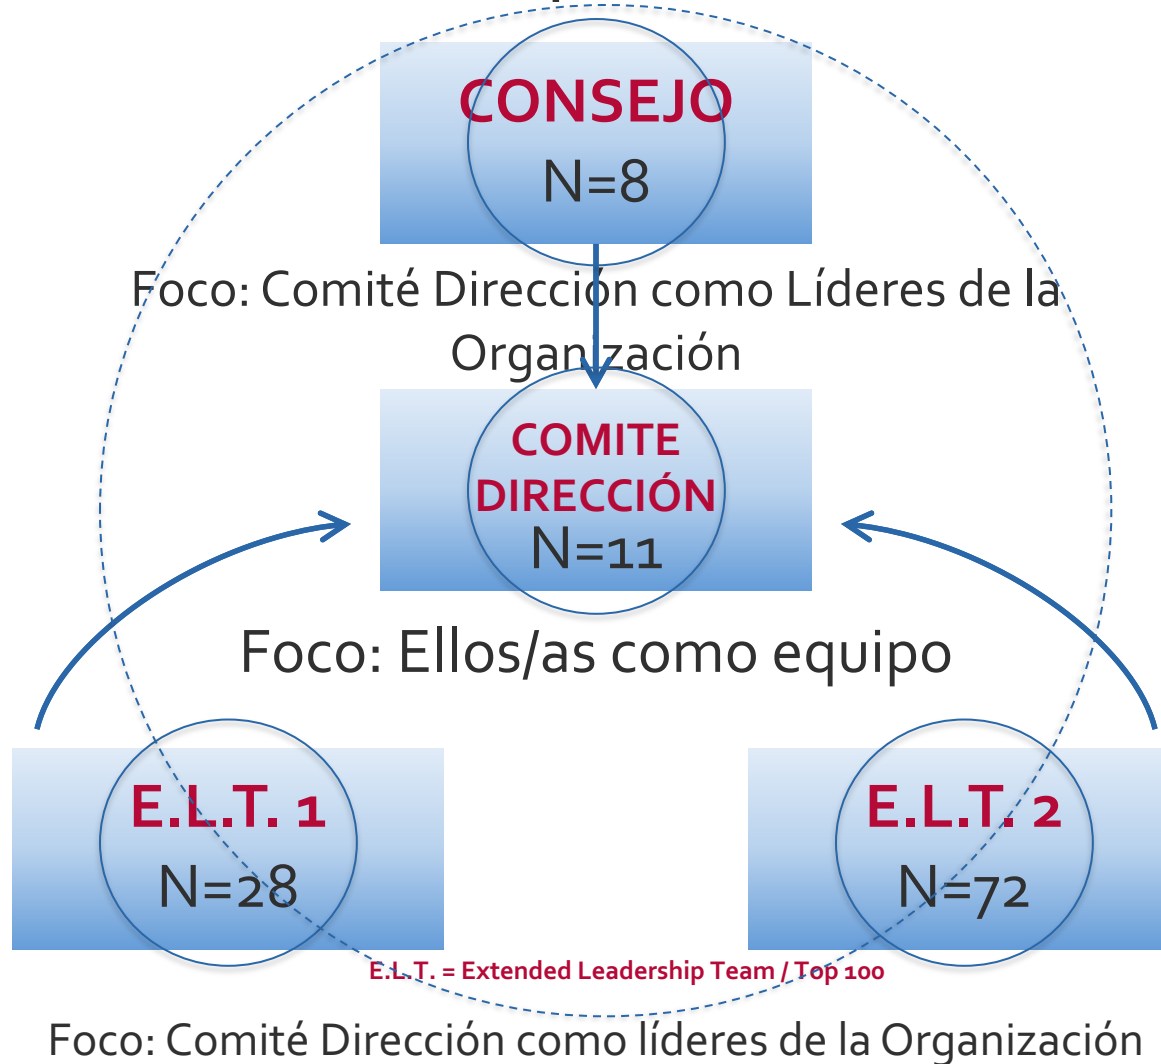 CONSEJO
N=8
Foco: Comité Dirección como Líderes de la
Organización
COMITE
DIRECCIÓN
N=11
Foco: Ellos/as como equipo
E.L.T. 1
N=28
E.L.T. 2
N=72
E.L.T. = Extended Leadership Team / Top 100
Foco: Comité Dirección como líderes de la Organización